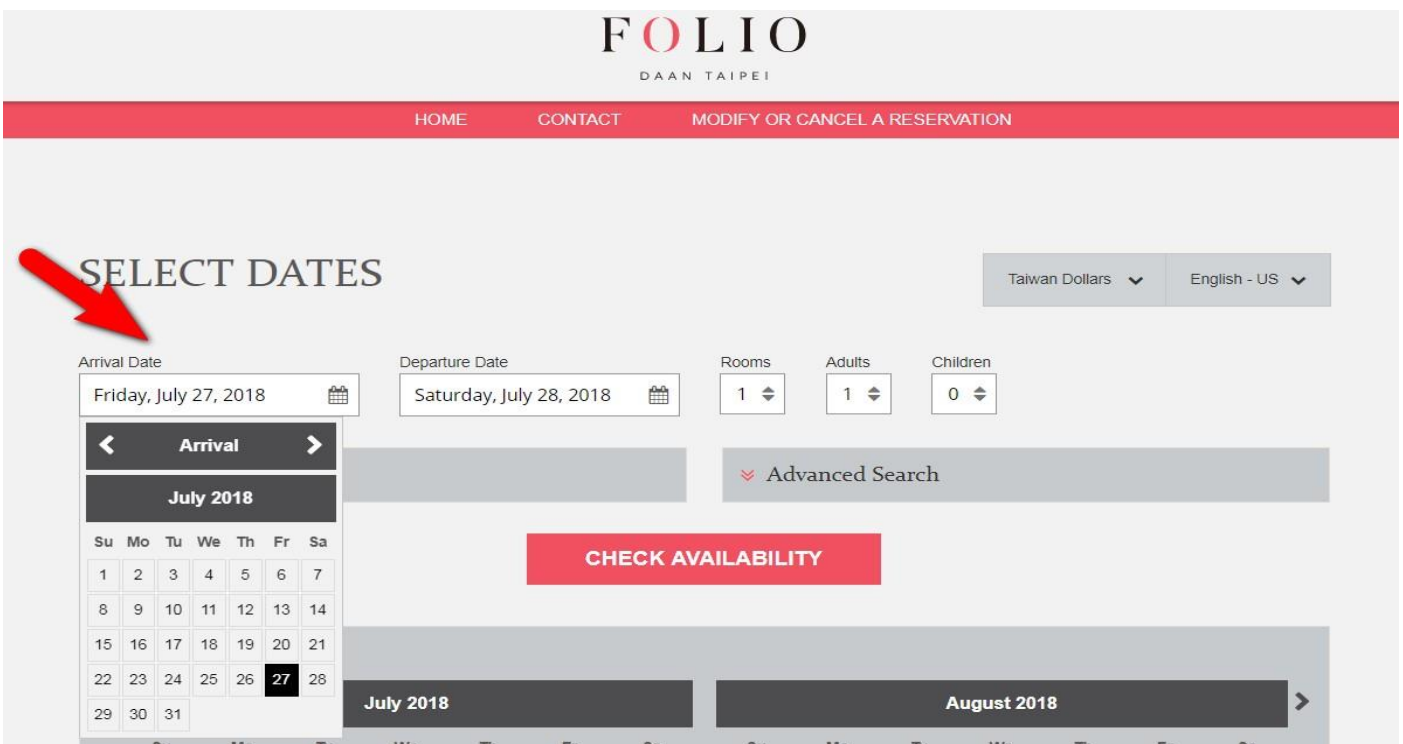 FOLIO
DAAN TAIPEI
HOME CONTACT MODIFY OR CANCEL A RESERVATION
SELECT DATES
Taiwan Dollars English - US
Arrival Date Departure Date Rooms Adults Children
Friday, July 27, 2018 Saturday, July 28, 2018 1 1 0
Arrival
Advanced Search
July 2018
Su Mo Tu We Th Fr Sa
CHECK AVAILABILITY
1 2 3 4 5 6 7
8 9 10 11 12 13 14
15 16 17 18 19 20 21
22 23 24 25 26 27 28
29 30 31
July 2018 August 2018